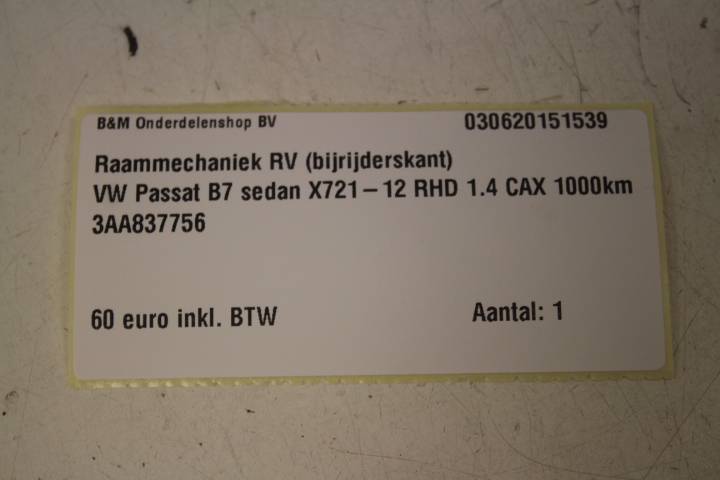 B&M Onderdelenshop BV 030620151539
Raammechaniek RV (bijrijderskant)
VW Passat B7 sedan X721-12 RHD 1.4 CAX 1000km
3AA837756
60 euro inkl. BTW Aantal: 1